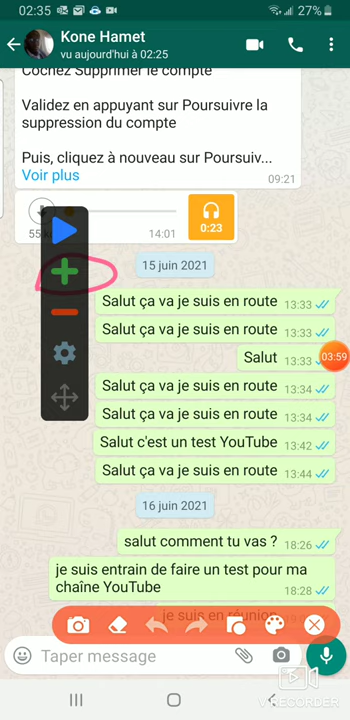 02:35
27%
Kone Hamet
vu aujourd'hui à 02:25
Cochez Supprimer le compte
Validez en appuyant sur Poursuivre la
suppression du compte
Puis, cliquez à nouveau sur Poursuiv...
Voir plus
09:21
14:01
0:23
15 juin 2021
Salut ça va je suis en route 13:33
Salut ça va je suis en route 13:33
Salut 13:33
03:59
Salut ça va je suis en route 13:34
Salut ça va je suis en route 13:34
Salut c'est un test YouTube 13:42
Salut ça va je suis en route 13:44
16 juin 2021
salut comment tu vas ? 18:26
je suis entrain de faire un test pour ma
chaîne YouTube 18:28
je suis en réunion
Taper message
V RECORDER